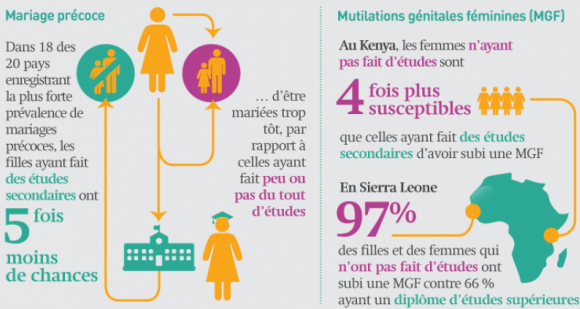 Mariage précoce
Dans 18 des
20 pays
enregistrant
la plus forte
prévalence de
mariages
précoces, les
filles ayant fait
des études
secondaires ont
5 fois
moins
de chances
… d’être
mariées trop
tôt, par
rapport à
celles ayant
fait peu ou
pas du tout
d’études
Mutilations génitales féminines (MGF)
Au Kenya, les femmes n’ayant
pas fait d’études sont
4 fois plus
susceptibles
que celles ayant fait des études
secondaires d’avoir subi une MGF
En Sierra Leone
97%
des filles et des femmes qui
n’ont pas fait d’études ont
subi une MGF contre 66 %
ayant un diplôme d’études supérieures